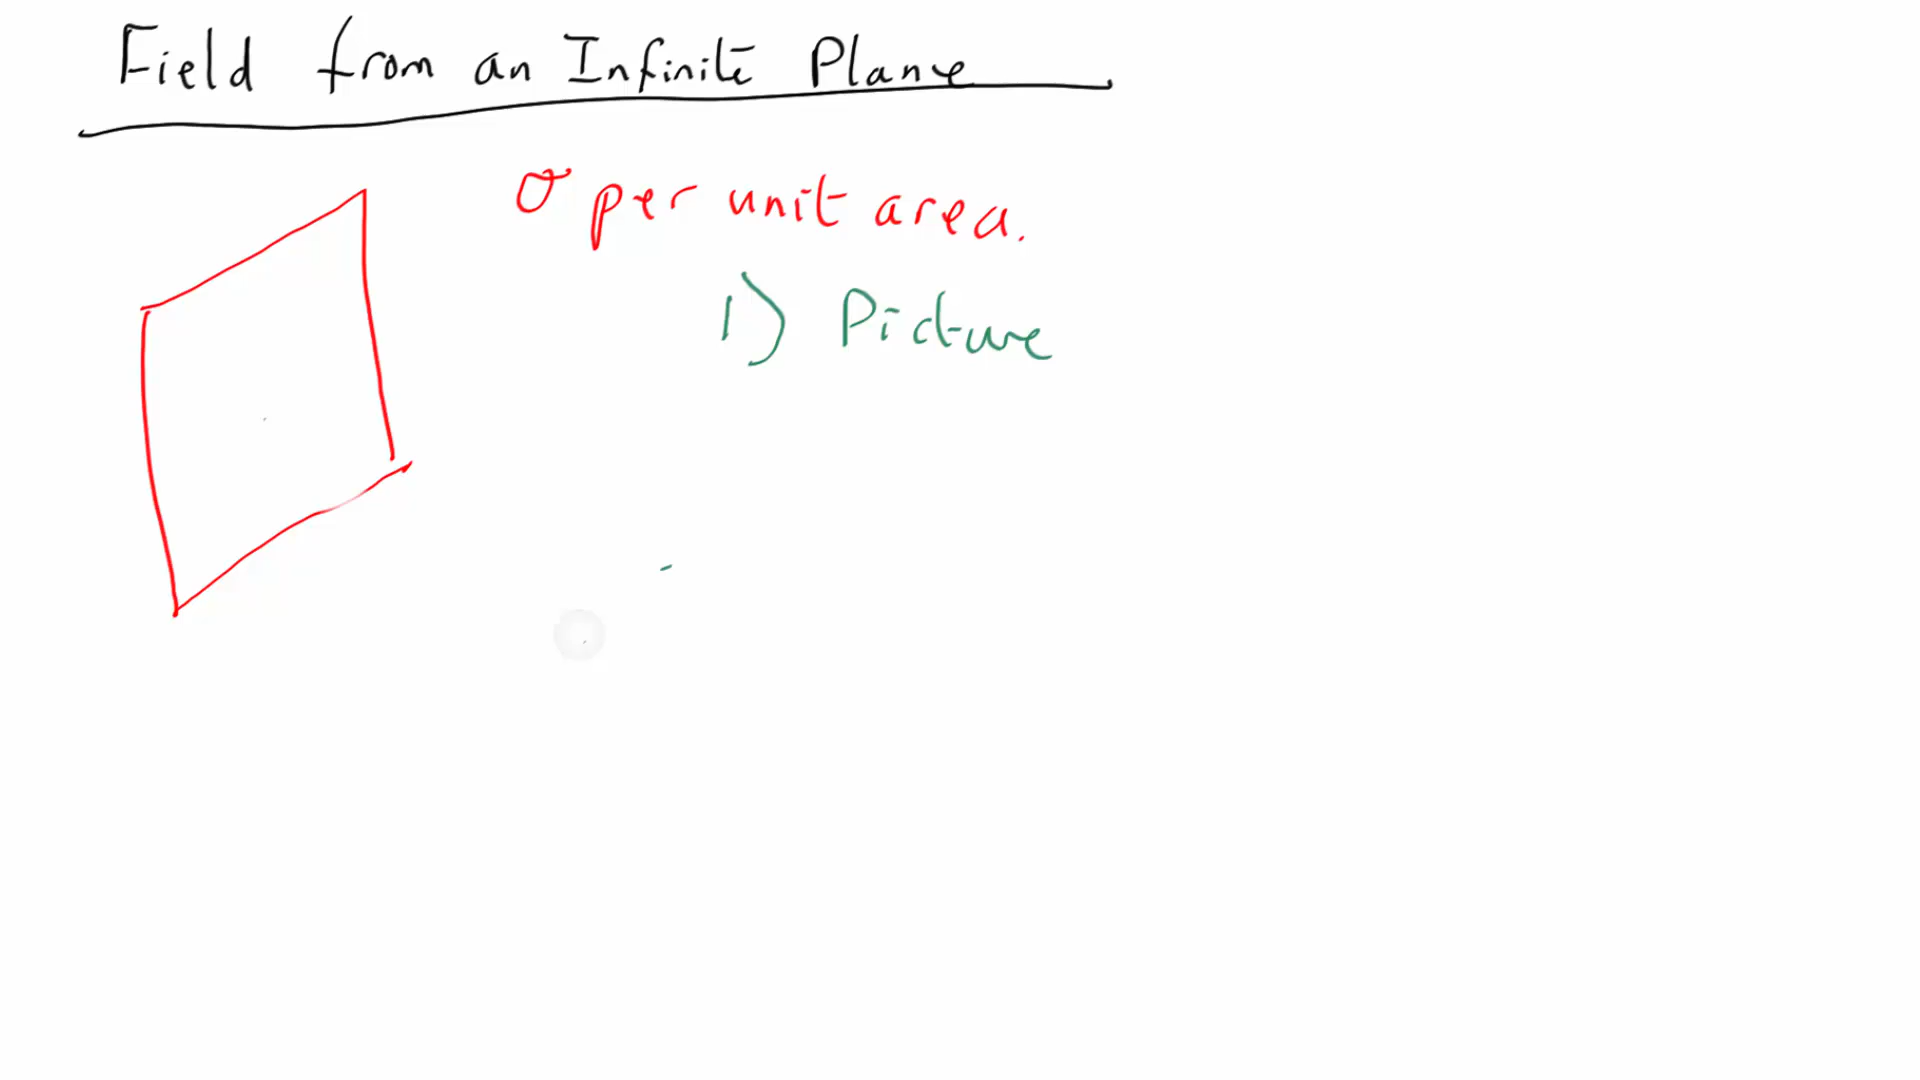 Field from an Infinite Plane
σ per unit area.
1) Picture